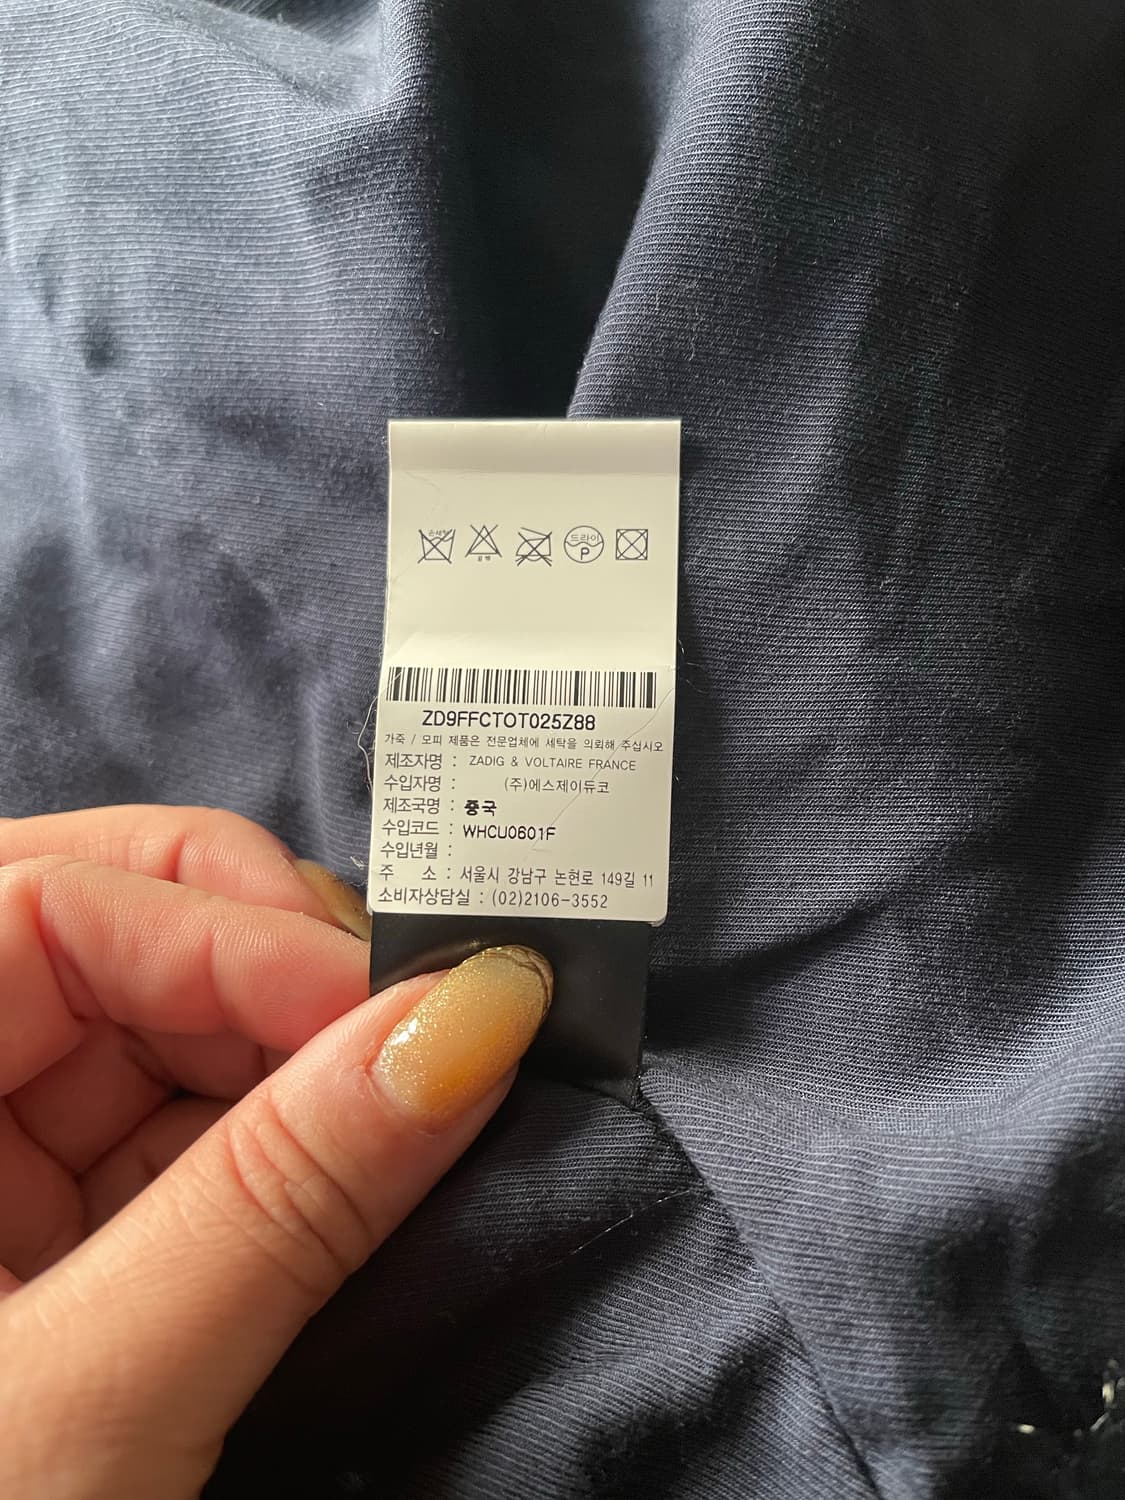 드라이
P
ZD9FFCTOT025Z88
가죽 / 모피 제품은 전문업체에 세탁을 의뢰해 주십시오
제조자명 : ZADIG & VOLTAIRE FRANCE
수입자명 : (주)에스제이듀코
제조국명 : 중국
수입코드 : WHCU0601F
수입년월 :
주 소 : 서울시 강남구 논현로 149길 11
소비자상담실 : (02)2106-3552